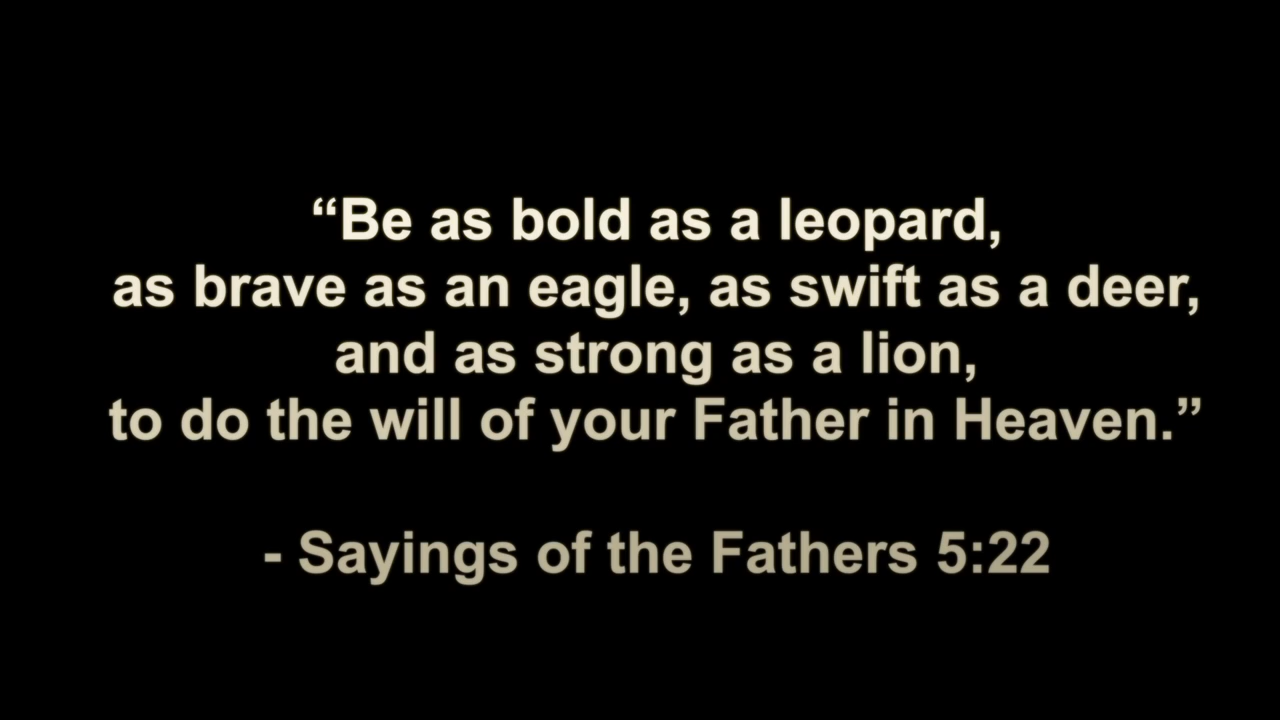 “Be as bold as a leopard,
as brave as an eagle, as swift as a deer,
and as strong as a lion,
to do the will of your Father in Heaven.”
- Sayings of the Fathers 5:22